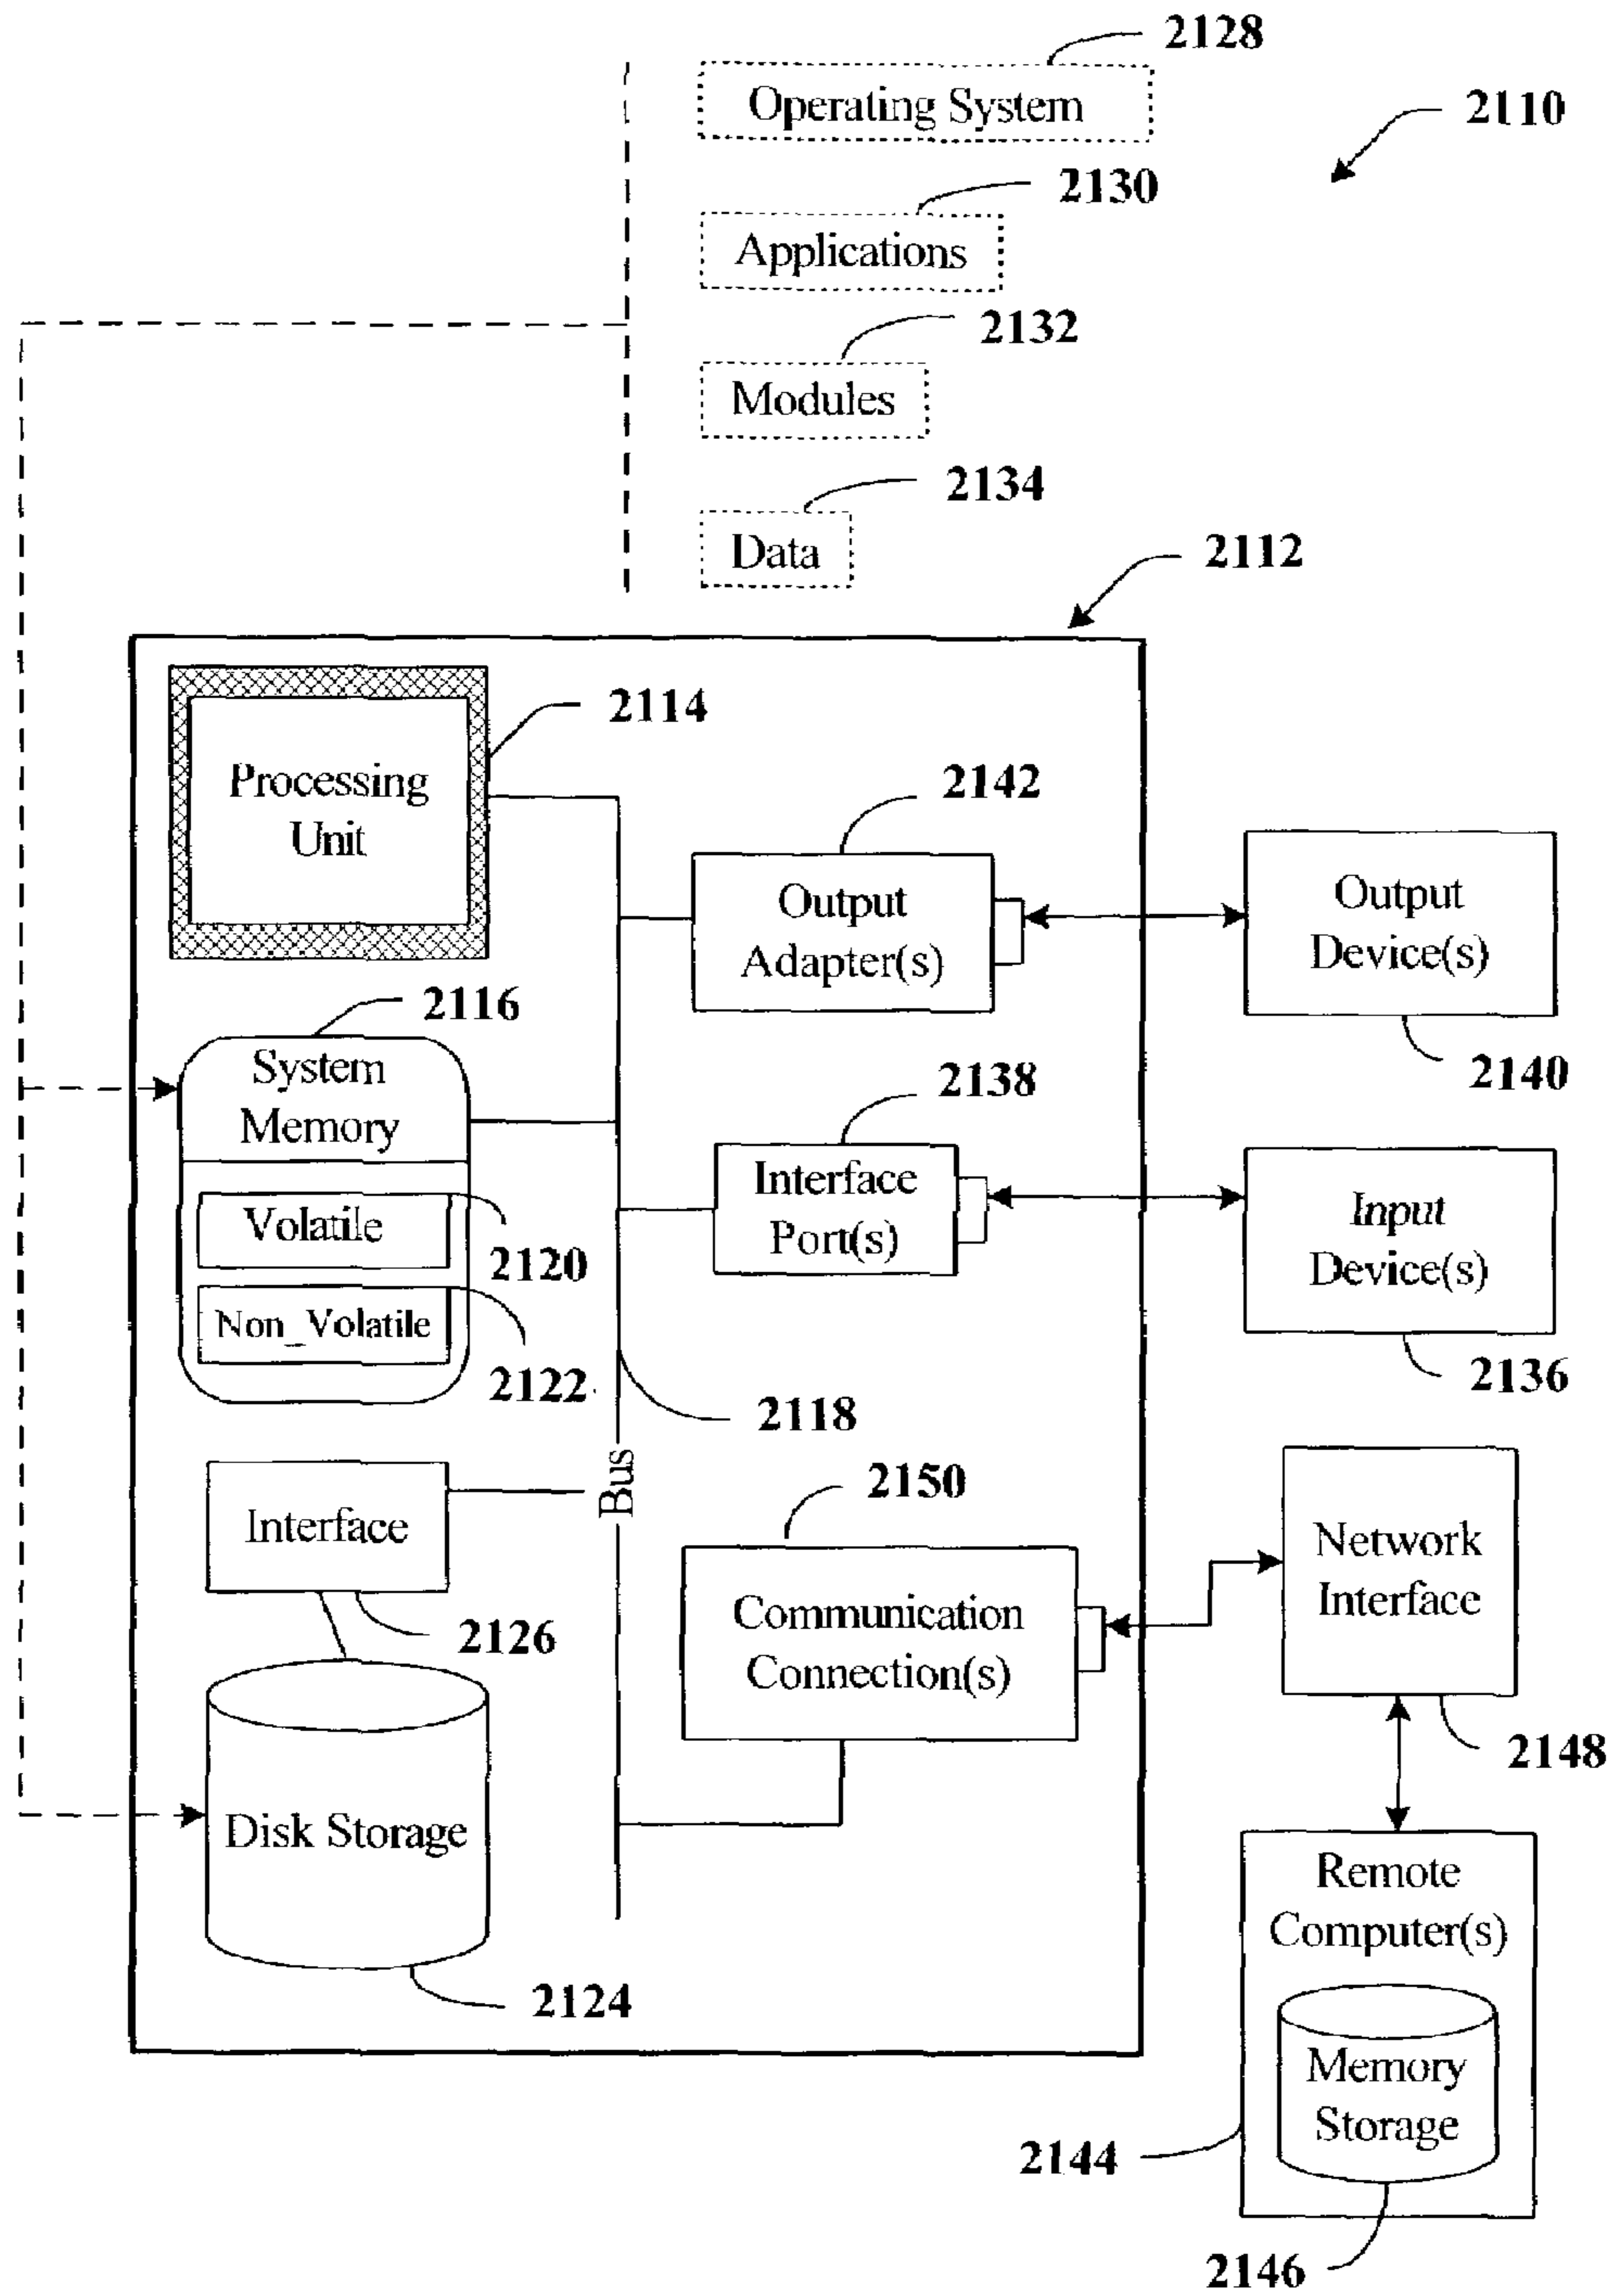 2128
Operating System
2110
2130
Applications
2132
Modules
2134
Data
2112
2114
Processing
Unit
2142
Output
Adapter(s)
Output
Device(s)
2140
2116
System
Memory
2138
Interface
Port(s)
Input
Device(s)
2136
Volatile
2120
Non_Volatile
2122
2118
Bus
2150
Interface
2126
Communication
Connection(s)
Network
Interface
2148
Disk Storage
2124
Remote
Computer(s)
Memory
Storage
2144
2146